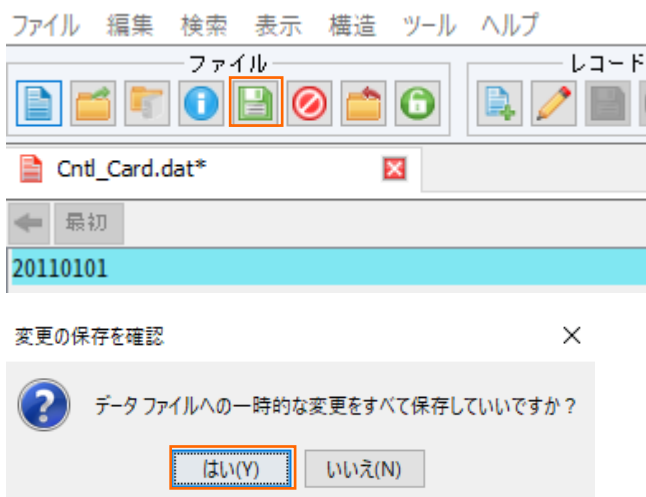 ファイル 編集 検索 表示 構造 ツール ヘルプ
ファイル レコード
Cntl_Card.dat*
最初
20110101
変更の保存を確認
データ ファイルへの一時的な変更をすべて保存していいですか？
はい(Y) いいえ(N)